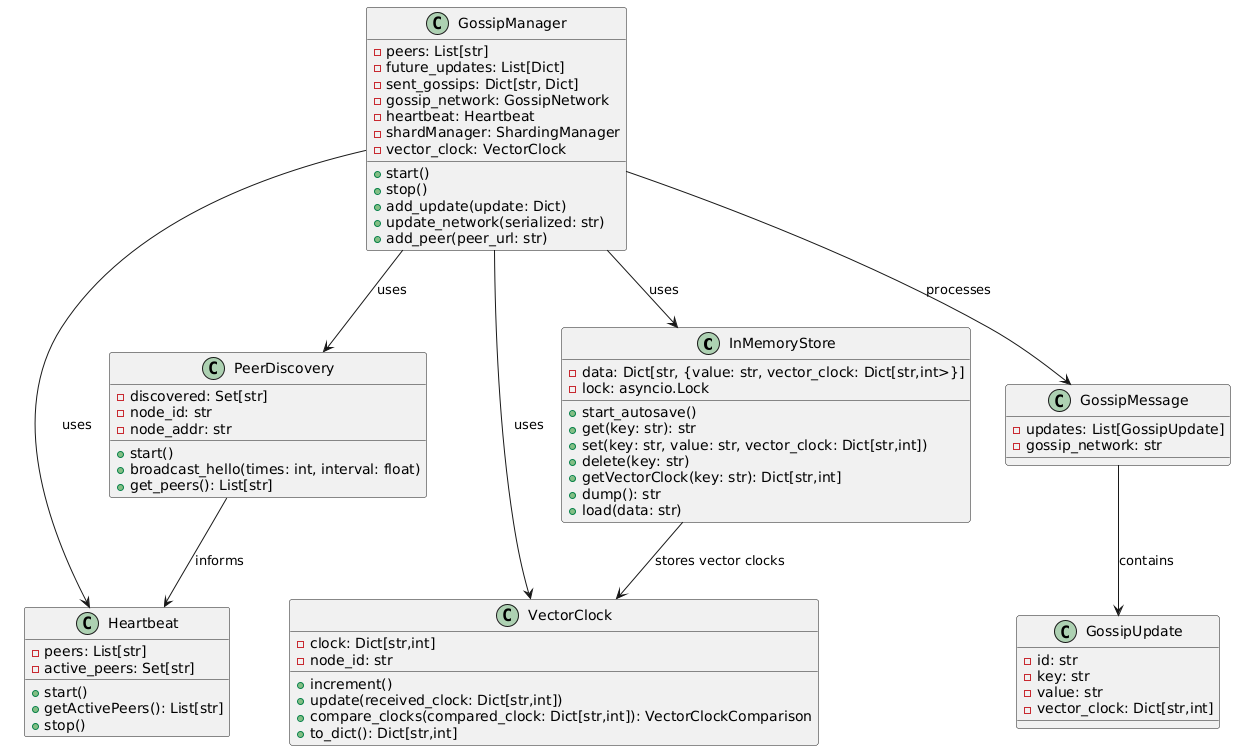 C GossipManager
peers: List[str]
future_updates: List[Dict]
sent_gossips: Dict[str, Dict]
gossip_network: GossipNetwork
heartbeat: Heartbeat
shardManager: ShardingManager
vector_clock: VectorClock
start()
stop()
add_update(update: Dict)
update_network(serialized: str)
add_peer(peer_url: str)
uses
uses
processes
C PeerDiscovery
discovered: Set[str]
node_id: str
node_addr: str
start()
broadcast_hello(times: int, interval: float)
get_peers(): List[str]
C InMemoryStore
data: Dict[str, {value: str, vector_clock: Dict[str,int>}]
lock: asyncio.Lock
start_autosave()
get(key: str): str
set(key: str, value: str, vector_clock: Dict[str,int])
delete(key: str)
getVectorClock(key: str): Dict[str,int]
dump(): str
load(data: str)
C GossipMessage
updates: List[GossipUpdate]
gossip_network: str
uses
uses
informs
stores vector clocks
contains
C Heartbeat
peers: List[str]
active_peers: Set[str]
start()
getActivePeers(): List[str]
stop()
C VectorClock
clock: Dict[str,int]
node_id: str
increment()
update(received_clock: Dict[str,int])
compare_clocks(compared_clock: Dict[str,int]): VectorClockComparison
to_dict(): Dict[str,int]
C GossipUpdate
id: str
key: str
value: str
vector_clock: Dict[str,int]